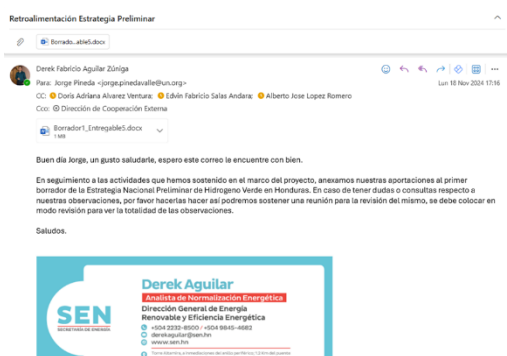 Retroalimentación Estrategia Preliminar
Borrado...able5.docx
Derek Fabricio Aguilar Zúniga
Para: Jorge Pineda <jorge.pinedavalle@un.org>
Lun 18 Nov 2024 17:16
CC: Doris Adriana Alvarez Ventura; Edvin Fabricio Salas Andara; Alberto Jose Lopez Romero
Cco: Dirección de Cooperación Externa
Borrador1_Entregable5.docx
1 MB
Buen día Jorge, un gusto saludarle, espero este correo le encuentre con bien.
En seguimiento a las actividades que hemos sostenido en el marco del proyecto, anexamos nuestras aportaciones al primer
borrador de la Estrategia Nacional Preliminar de Hidrogeno Verde en Honduras. En caso de tener dudas o consultas respecto a
nuestras observaciones, por favor hacerlas hacer así podremos sostener una reunión para la revisión del mismo, se debe colocar en
modo revisión para ver la totalidad de las observaciones.
Saludos.
SEN
SECRETARÍA DE ENERGÍA
Derek Aguilar
Analista de Normalización Energética
Dirección General de Energía
Renovable y Eficiencia Energética
+504 2232-8500 / +504 9845-4682
derekaguilar@sen.hn
www.sen.hn